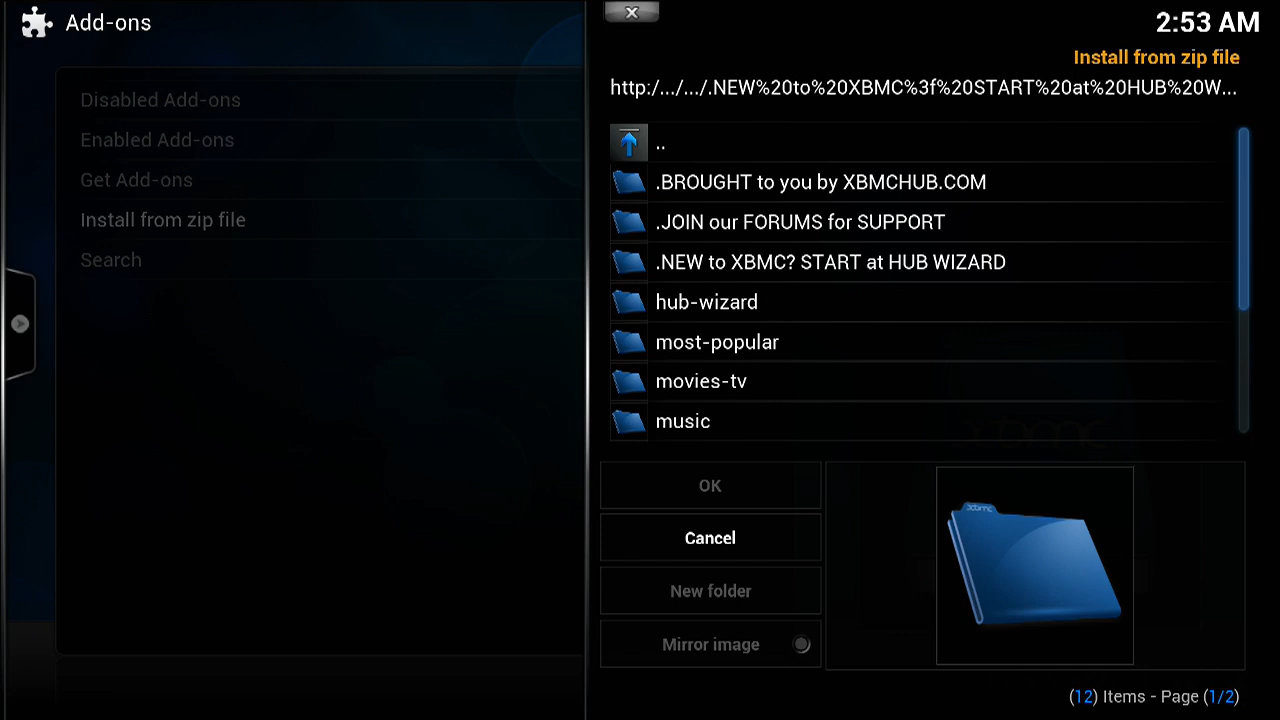 Add-ons
Disabled Add-ons
Enabled Add-ons
Get Add-ons
Install from zip file
Search
X
2:53 AM
Install from zip file
http:/.../.../.NEW%20to%20XBMC%3f%20START%20at%20HUB%20W...
..
.BROUGHT to you by XBMCHUB.COM
.JOIN our FORUMS for SUPPORT
.NEW to XBMC? START at HUB WIZARD
hub-wizard
most-popular
movies-tv
music
OK
Cancel
New folder
Mirror image
xbmc
(12) Items - Page (1/2)